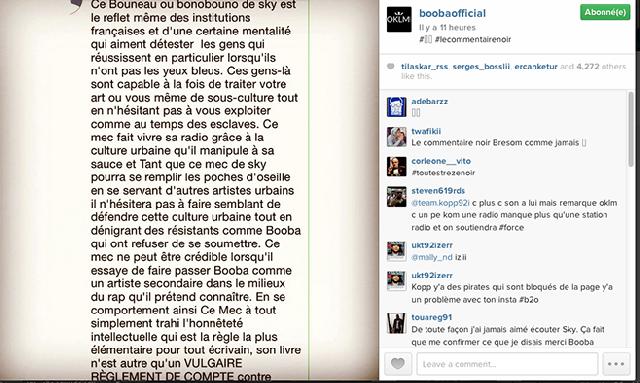 Ce Bouneau ou bonobouno de sky est
le reflet même des institutions
françaises et d'une certaine mentalité
qui aiment détester les gens qui
réussissent en particulier lorsqu'ils
n'ont pas les yeux bleus. Ces gens-là
sont capable à la fois de traiter votre
art ou vous même de sous-culture tout
en n'hésitant pas à vous exploiter
comme au temps des esclaves. Ce
mec fait vivre sa radio grâce à la
culture urbaine qu'il manipule à sa
sauce et Tant que ce mec de sky
pourra se remplir les poches d'oseille
en se servant d'autres artistes urbains
il n'hésitera pas à faire semblant de
défendre cette culture urbaine tout en
dénigrant des résistants comme Booba
qui ont refuser de se soumettre. Ce
mec ne peut être crédible lorsqu'il
essaye de faire passer Booba comme
un artiste secondaire dans le milieu
du rap qu'il prétend connaître. En se
comportement ainsi Ce Mec à tout
simplement trahi l'honnêteté
intellectuelle qui est la règle la plus
élémentaire pour tout écrivain, son livre
n'est autre qu'un VULGAIRE
RÈGLEMENT DE COMPTE contre
OKLM
boobaofficial
Il y a 11 heures
Abonné(e)
# #lecommentairenoir
tilaskar_rss, serges_bosslii, ercanketur and 4,272 others
like this.
adebarzz
twafikii
Le commentaire noir Eresom comme jamais
corleone__vito
#toutestrezenoir
steven619rds
@team.kopp92i c plus c son a lui mais remarque oklm
c un pe kom une radio manque plus qu'une station
radio et on soutiendra #force
ukt92izerr
@mally_nd izii
ukt92izerr
Kopp y'a des pirates qui sont bloqués de la page y'a
un problème avec ton insta #b2o
touareg91
De toute façon j'ai jamais aimé écouter Sky. Ça fait
que me confirmer ce que je disais merci Booba
Leave a comment...